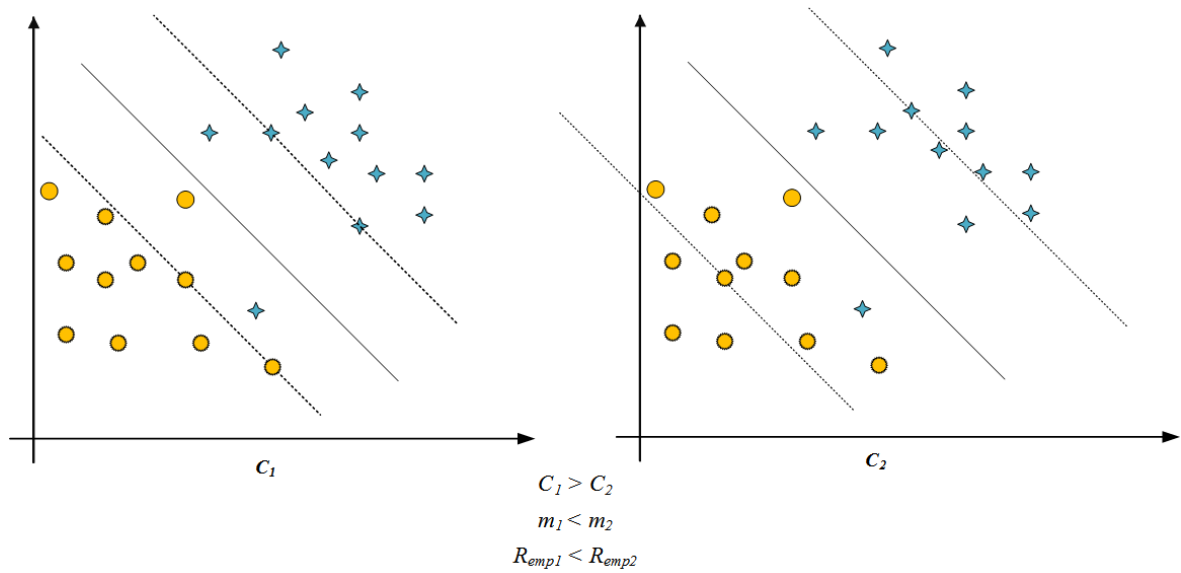 C₁
C₂
C₁ > C₂
m₁ < m₂
Rₑₘₚ₁ < Rₑₘₚ₂